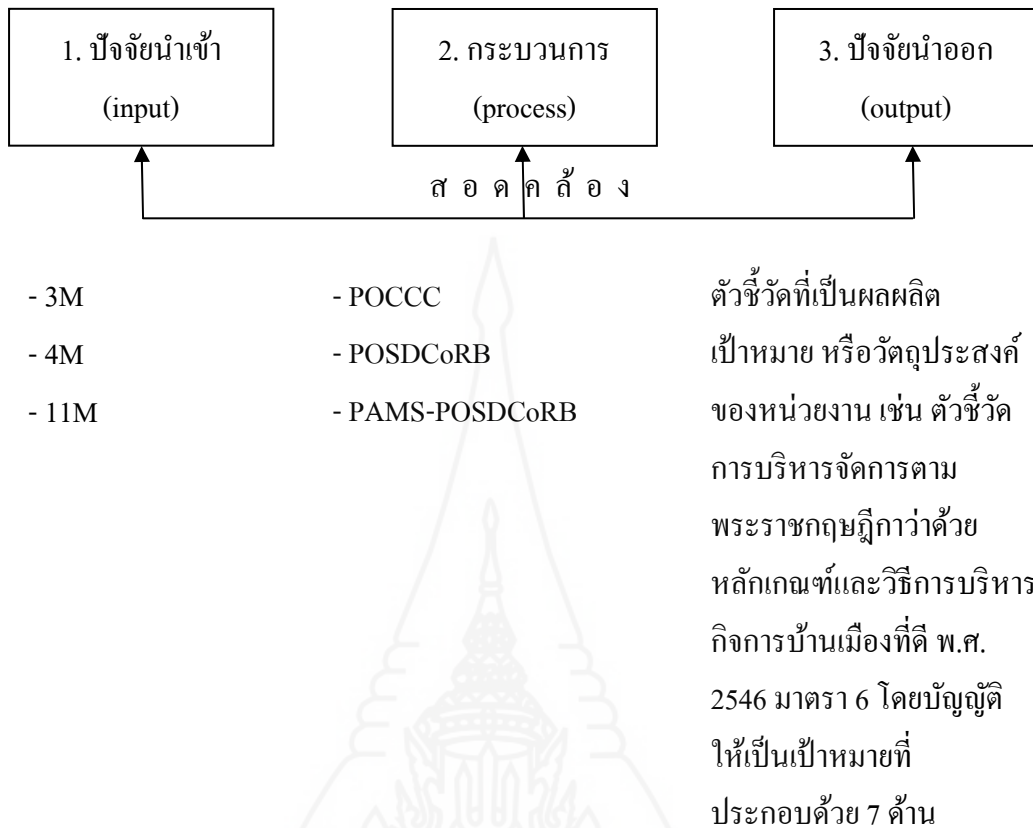 1. ปัจจัยนำเข้า
(input)
2. กระบวนการ
(process)
3. ปัจจัยนำออก
(output)
ส อ ด ค ล้ อ ง
- 3M
- 4M
- 11M
- POCCC
- POSDCoRB
- PAMS-POSDCoRB
ตัวชี้วัดที่เป็นผลผลิต
เป้าหมาย หรือวัตถุประสงค์
ของหน่วยงาน เช่น ตัวชี้วัด
การบริหารจัดการตาม
พระราชกฤษฎีกาว่าด้วย
หลักเกณฑ์และวิธีการบริหาร
กิจการบ้านเมืองที่ดี พ.ศ.
2546 มาตรา 6 โดยบัญญัติ
ให้เป็นเป้าหมายที่
ประกอบด้วย 7 ด้าน